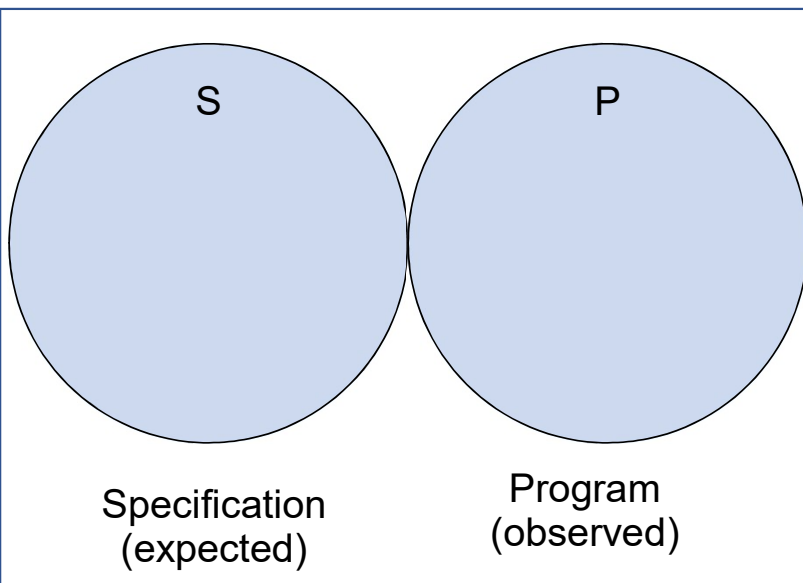 S
P
Specification
(expected)
Program
(observed)